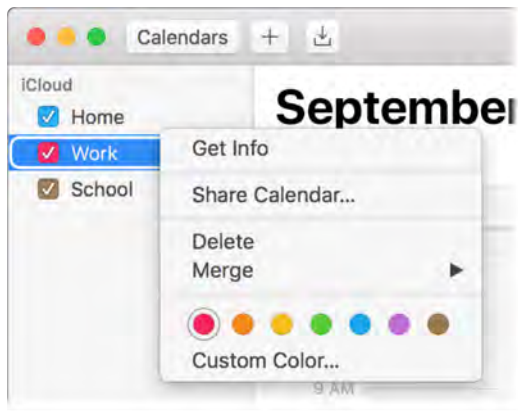 Calendars
iCloud
Home
September
Work
Get Info
School
Share Calendar...
Delete
Merge
Custom Color...
9 AM